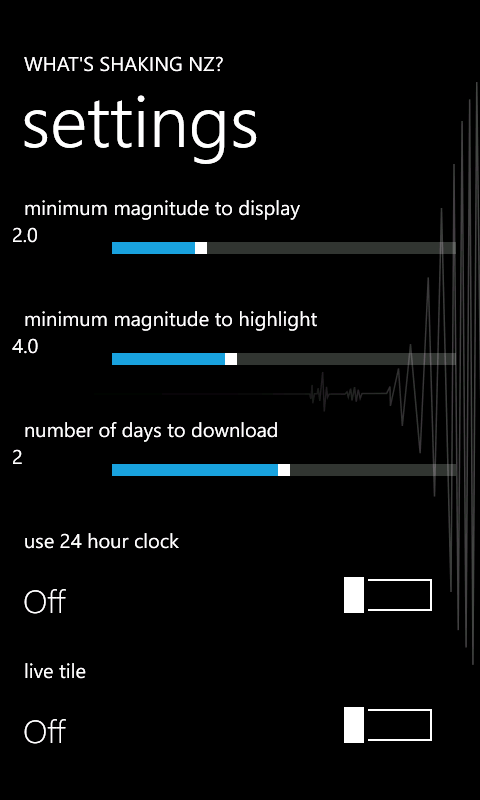 WHAT'S SHAKING NZ?
settings
minimum magnitude to display
2.0
minimum magnitude to highlight
4.0
number of days to download
2
use 24 hour clock
Off
live tile
Off